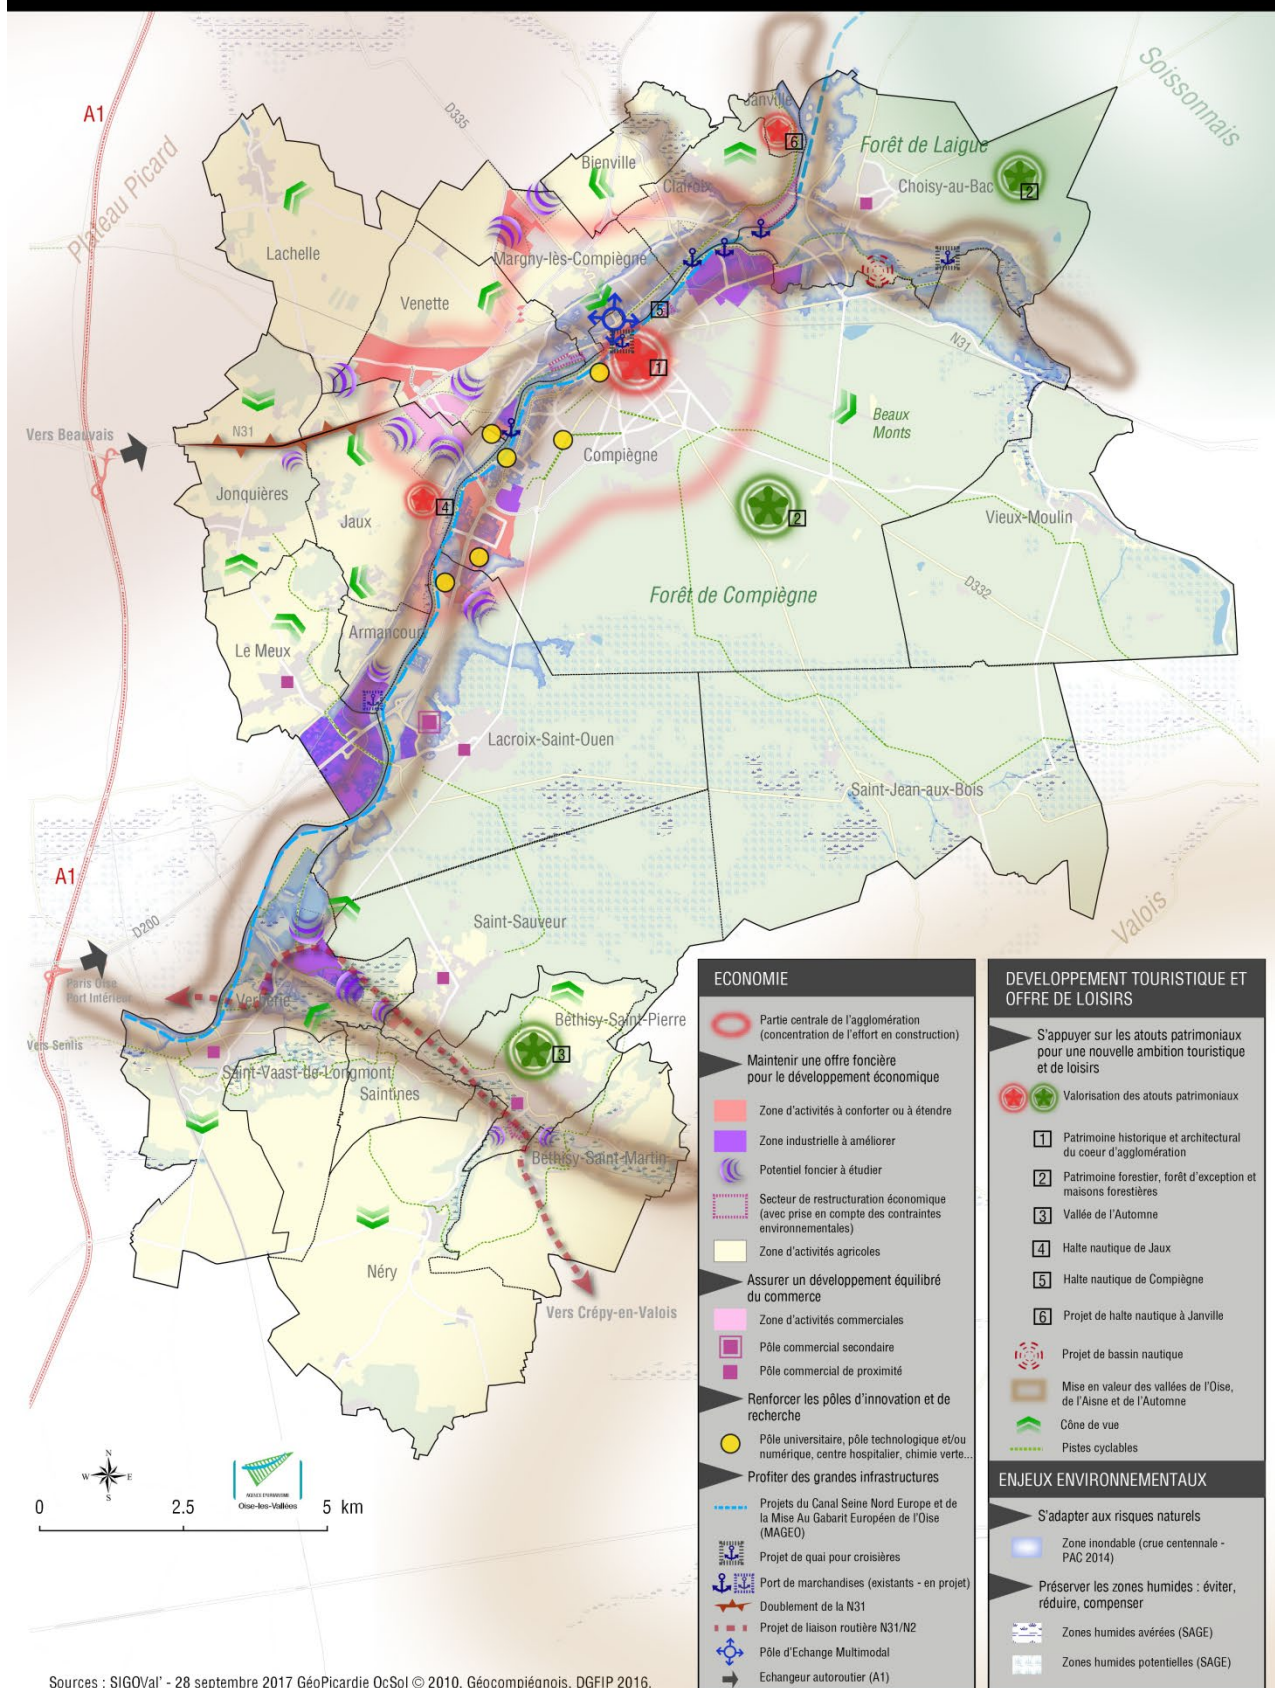 Soissonnais
A1
D335
Janville
6
Plateau Picard
Bienville
Forêt de Laigue
Clairoix
Choisy-au-Bac
2
Lachelle
Margny-lès-Compiègne
Venette
5
N31
1
Beaux
Monts
Vers Beauvais
N31
Compiègne
Jonquières
4
Jaux
2
Vieux-Moulin
D332
Forêt de Compiègne
Armancourt
Le Meux
Lacroix-Saint-Ouen
Saint-Jean-aux-Bois
A1
Valois
D200
Saint-Sauveur
Paris Oise
Port Intérieur
Verberie
Béthisy-Saint-Pierre
Vers Senlis
3
Saint-Vaast-de-Longmont
Saintines
Béthisy-Saint-Martin
Néry
Vers Crépy-en-Valois
N
W
E
S
AGENCE D'URBANISME
Oise-les-Vallées
0 2.5 5 km
ECONOMIE
Partie centrale de l'agglomération
(concentration de l'effort en construction)
Maintenir une offre foncière
pour le développement économique
Zone d'activités à conforter ou à étendre
Zone industrielle à améliorer
Potentiel foncier à étudier
Secteur de restructuration économique
(avec prise en compte des contraintes
environnementales)
Zone d'activités agricoles
Assurer un développement équilibré
du commerce
Zone d'activités commerciales
Pôle commercial secondaire
Pôle commercial de proximité
Renforcer les pôles d'innovation et de
recherche
Pôle universitaire, pôle technologique et/ou
numérique, centre hospitalier, chimie verte...
Profiter des grandes infrastructures
Projets du Canal Seine Nord Europe et de
la Mise Au Gabarit Européen de l'Oise
(MAGEO)
Projet de quai pour croisières
Port de marchandises (existants - en projet)
Doublement de la N31
Projet de liaison routière N31/N2
Pôle d'Echange Multimodal
Echangeur autoroutier (A1)
DEVELOPPEMENT TOURISTIQUE ET
OFFRE DE LOISIRS
S'appuyer sur les atouts patrimoniaux
pour une nouvelle ambition touristique
et de loisirs
Valorisation des atouts patrimoniaux
1 Patrimoine historique et architectural
du coeur d'agglomération
2 Patrimoine forestier, forêt d'exception et
maisons forestières
3 Vallée de l'Automne
4 Halte nautique de Jaux
5 Halte nautique de Compiègne
6 Projet de halte nautique à Janville
Projet de bassin nautique
Mise en valeur des vallées de l'Oise,
de l'Aisne et de l'Automne
Cône de vue
Pistes cyclables
ENJEUX ENVIRONNEMENTAUX
S'adapter aux risques naturels
Zone inondable (crue centennale -
PAC 2014)
Préserver les zones humides : éviter,
réduire, compenser
Zones humides avérées (SAGE)
Zones humides potentielles (SAGE)
Sources : SIGOVal' - 28 septembre 2017 GéoPicardie OcSol © 2010, Géocompiégnois, DGFIP 2016,